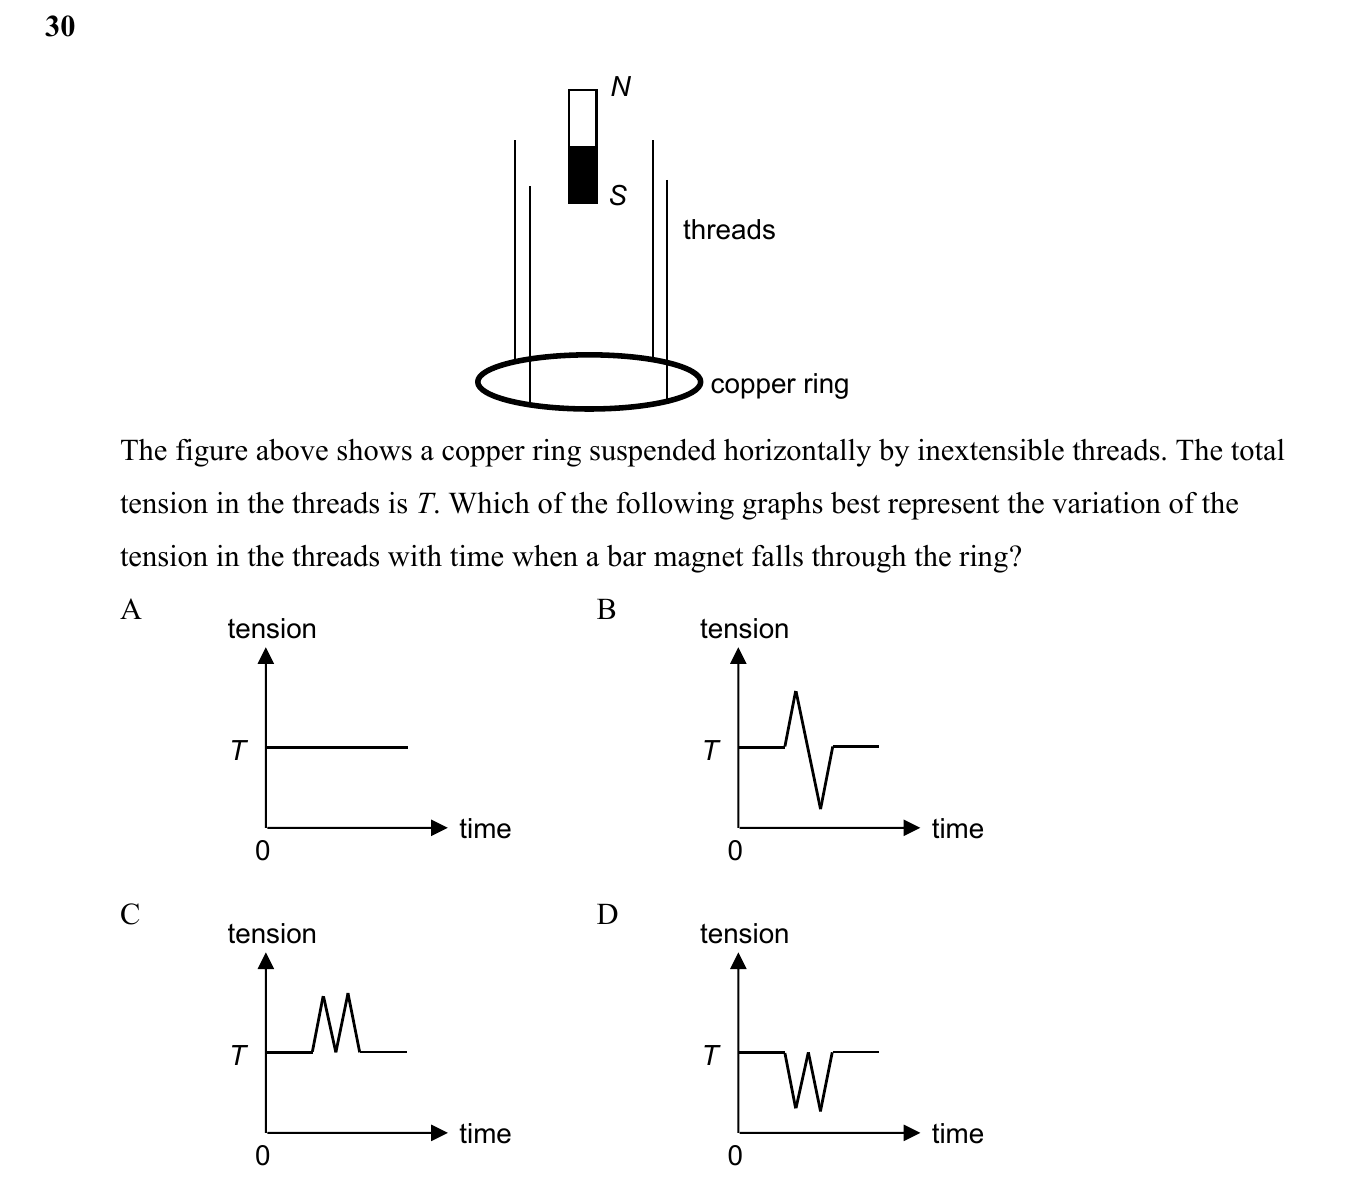 30
N
S
threads
copper ring
The figure above shows a copper ring suspended horizontally by inextensible threads. The total
tension in the threads is T. Which of the following graphs best represent the variation of the
tension in the threads with time when a bar magnet falls through the ring?
A
tension
T
0
time
B
tension
T
0
time
C
tension
T
0
time
D
tension
T
0
time